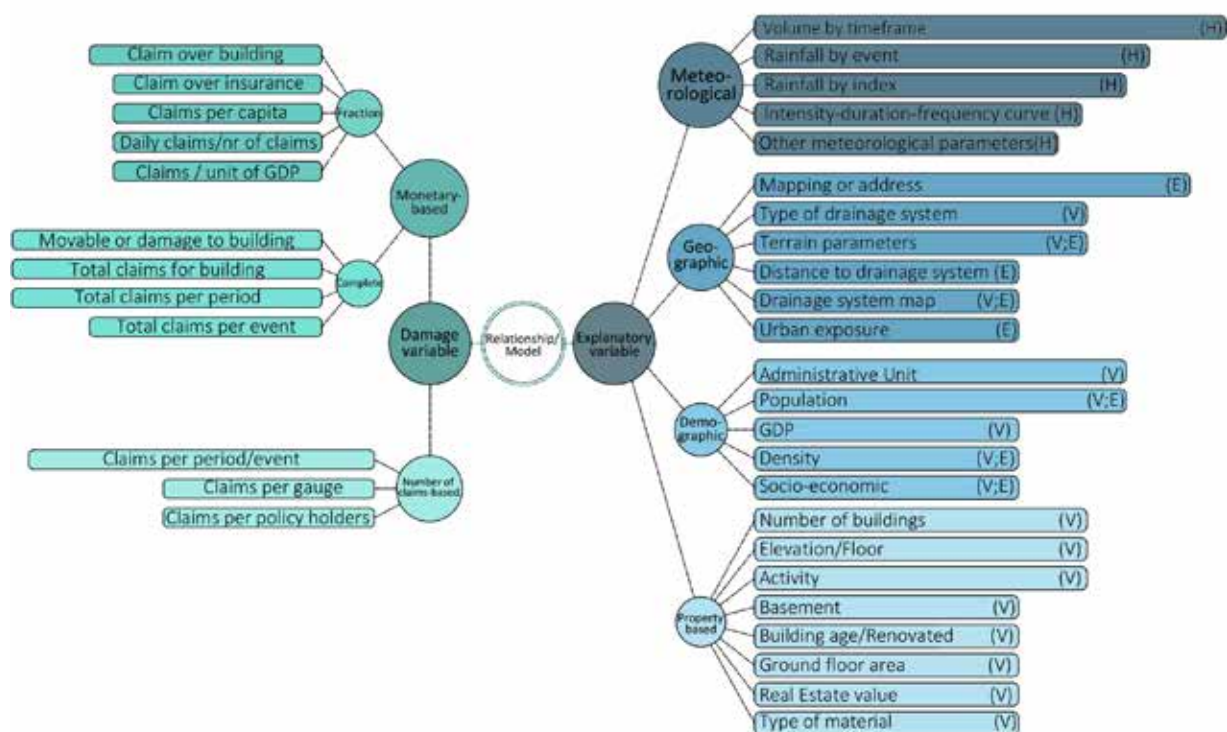 Claim over building
Claim over insurance
Claims per capita
Daily claims/nr of claims
Claims / unit of GDP
Fraction
Monetary-
based
Movable or damage to building
Total claims for building
Total claims per period
Total claims per event
Complete
Damage
variable
Relationship/
Model
Explanatory
variable
Claims per period/event
Claims per gauge
Claims per policy holders
Number of
claims-based
Meteo-
rological
Volume by timeframe (H)
Rainfall by event (H)
Rainfall by index (H)
Intensity-duration-frequency curve (H)
Other meteorological parameters(H)
Geo-
graphic
Mapping or address (E)
Type of drainage system (V)
Terrain parameters (V;E)
Distance to drainage system (E)
Drainage system map (V;E)
Urban exposure (E)
Demo-
graphic
Administrative Unit (V)
Population (V;E)
GDP (V)
Density (V;E)
Socio-economic (V;E)
Property
based
Number of buildings (V)
Elevation/Floor (V)
Activity (V)
Basement (V)
Building age/Renovated (V)
Ground floor area (V)
Real Estate value (V)
Type of material (V)